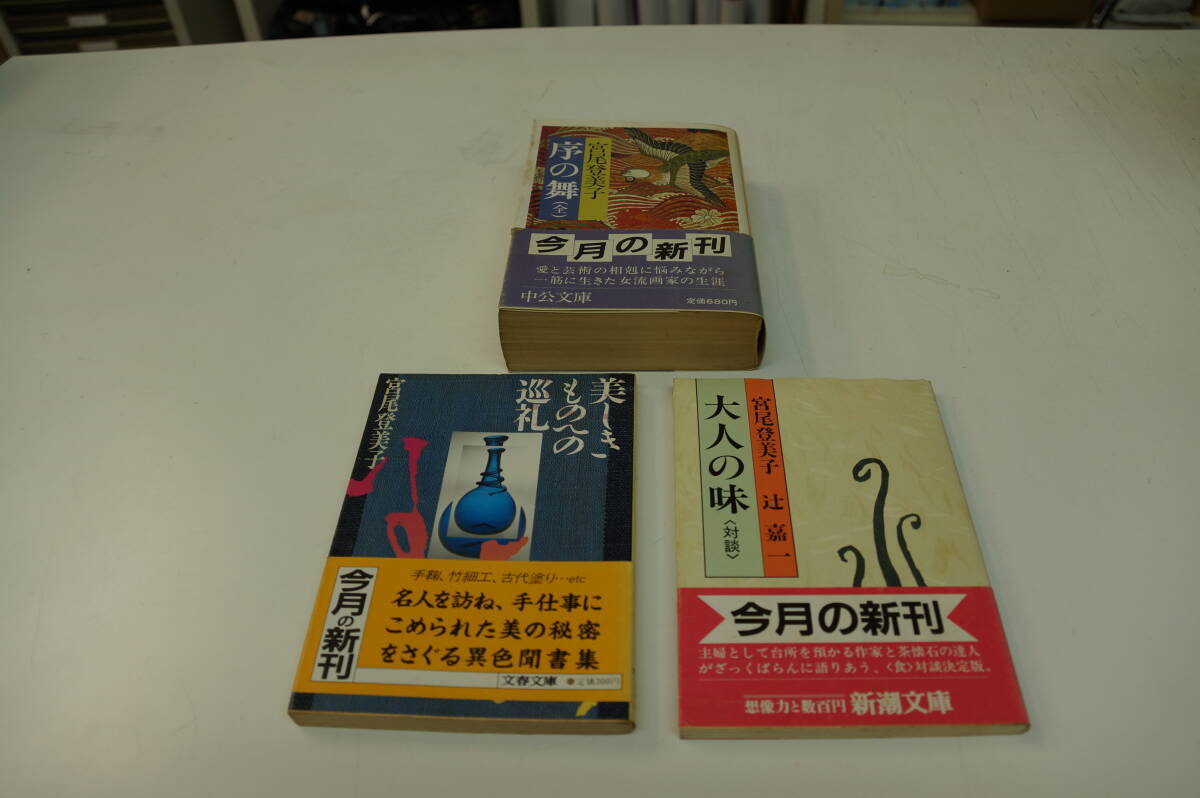 宮尾登美子
序の舞〈全〉
今月の新刊
愛と芸術の相剋に悩みながら
一筋に生きた女流画家の生涯
中公文庫
定価680円
美しき
ものへの
巡礼
宮尾登美子
手鞠、竹細工、古代塗り‥etc
今月の新刊
名人を訪ね、手仕事に
こめられた美の秘密
をさぐる異色聞書集
文春文庫
●定価300円
宮尾登美子 辻嘉一
大人の味〈対談〉
今月の新刊
主婦として台所を預かる作家と茶懐石の達人
がざっくばらんに語りあう、〈食〉対談決定版。
想像力と数百円
新潮文庫